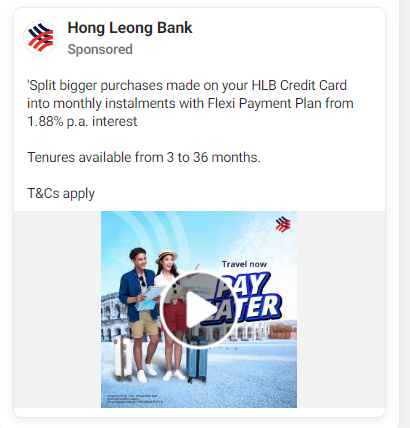 Hong Leong Bank
Sponsored
'Split bigger purchases made on your HLB Credit Card
into monthly instalments with Flexi Payment Plan from
1.88% p.a. interest
Tenures available from 3 to 36 months.
T&Cs apply
Travel now
PAY
LATER